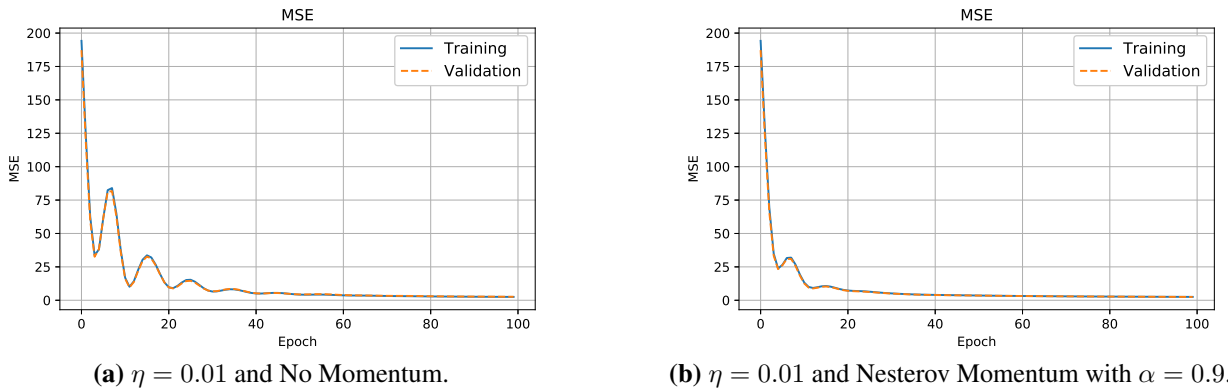 MSE
200
175
150
125
100
75
50
25
0
MSE
0
20
40
60
80
100
Epoch
Training
Validation
(a) η = 0.01 and No Momentum.
MSE
200
175
150
125
100
75
50
25
0
MSE
0
20
40
60
80
100
Epoch
Training
Validation
(b) η = 0.01 and Nesterov Momentum with α = 0.9.